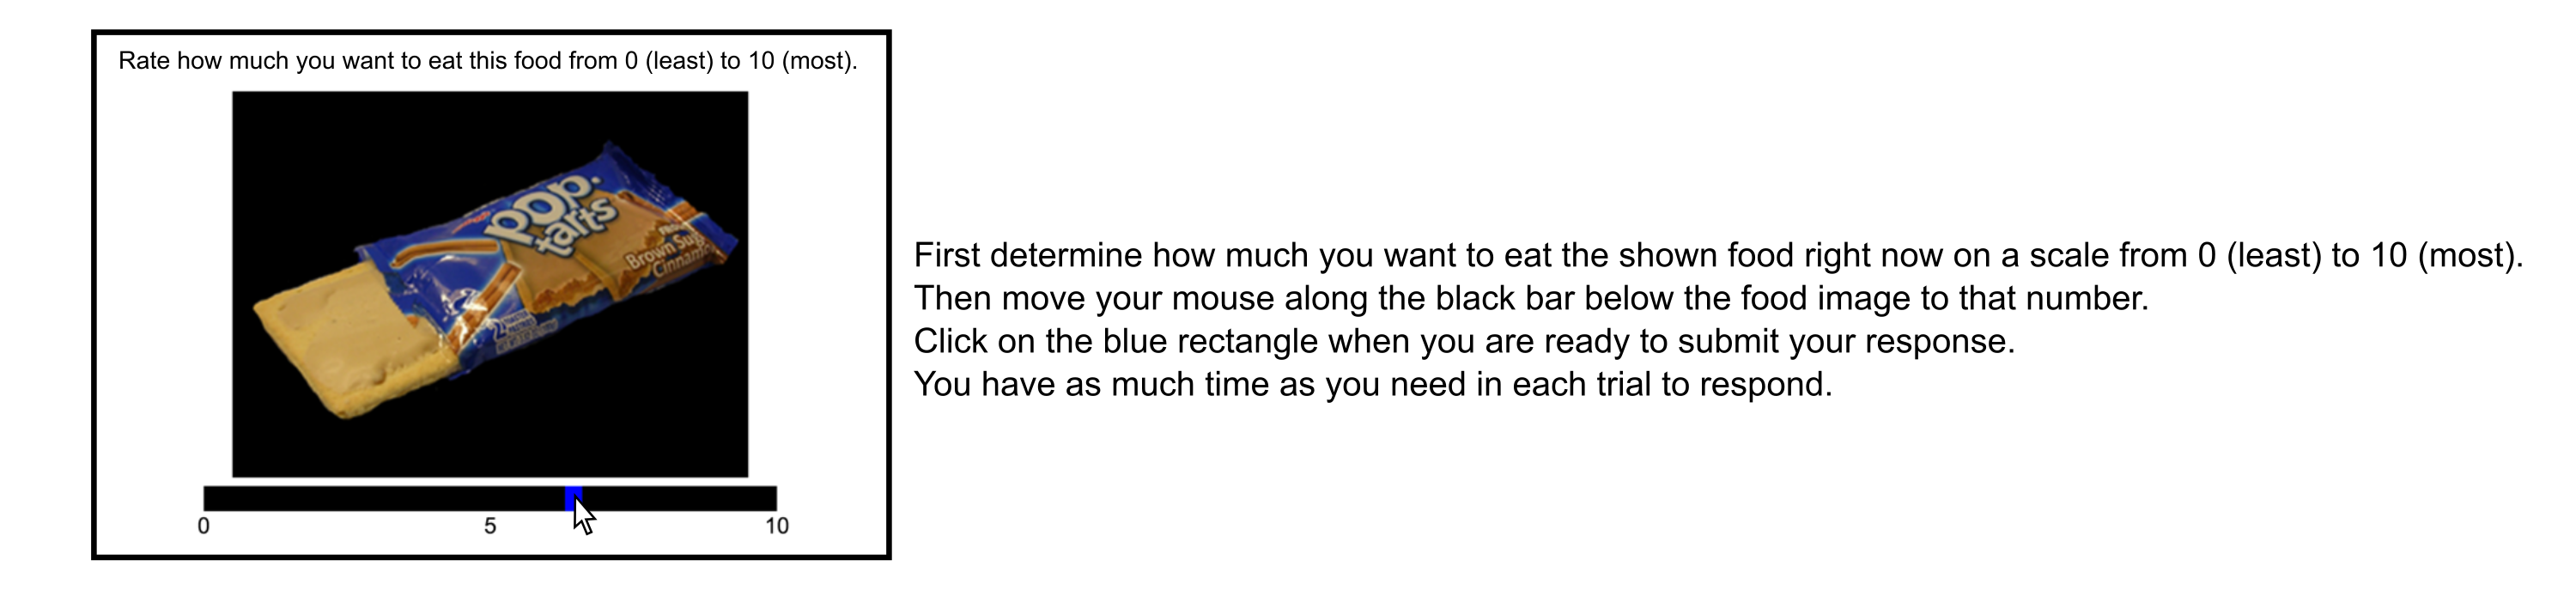 Rate how much you want to eat this food from 0 (least) to 10 (most).
pop.
tarts
Brown Sug
Cinnam
2
0
5
10
First determine how much you want to eat the shown food right now on a scale from 0 (least) to 10 (most).
Then move your mouse along the black bar below the food image to that number.
Click on the blue rectangle when you are ready to submit your response.
You have as much time as you need in each trial to respond.